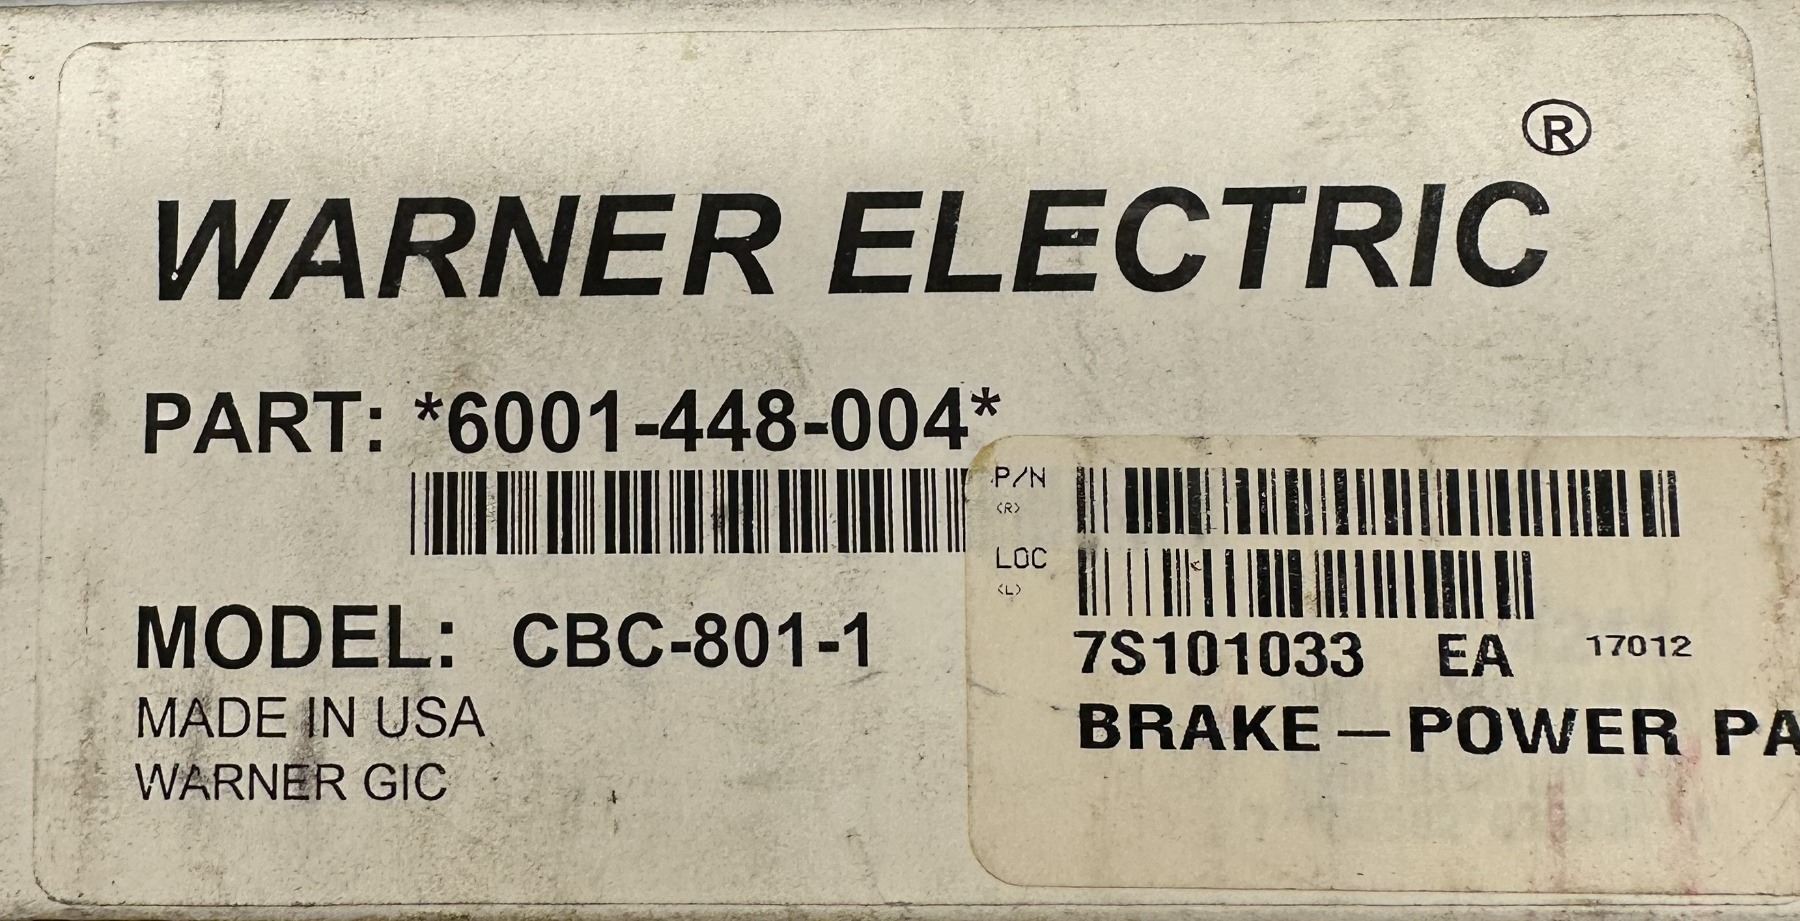 ®
WARNER ELECTRIC
PART: *6001-448-004*
MODEL: CBC-801-1
MADE IN USA
WARNER GIC
P/N
(R)
LOC
(L)
7S101033 EA 17012
BRAKE-POWER PA